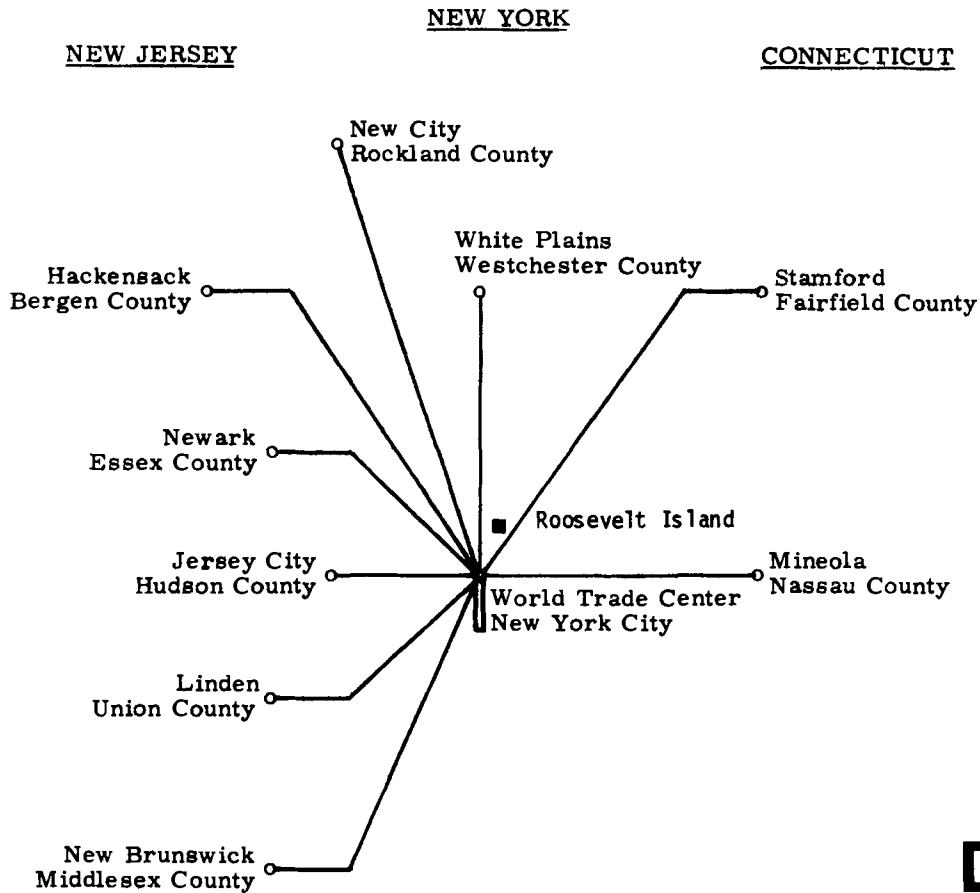 NEW YORK
NEW JERSEY
CONNECTICUT
New City
Rockland County
White Plains
Westchester County
Hackensack
Bergen County
Stamford
Fairfield County
Newark
Essex County
Roosevelt Island
Jersey City
Hudson County
Mineola
Nassau County
World Trade Center
New York City
Linden
Union County
New Brunswick
Middlesex County